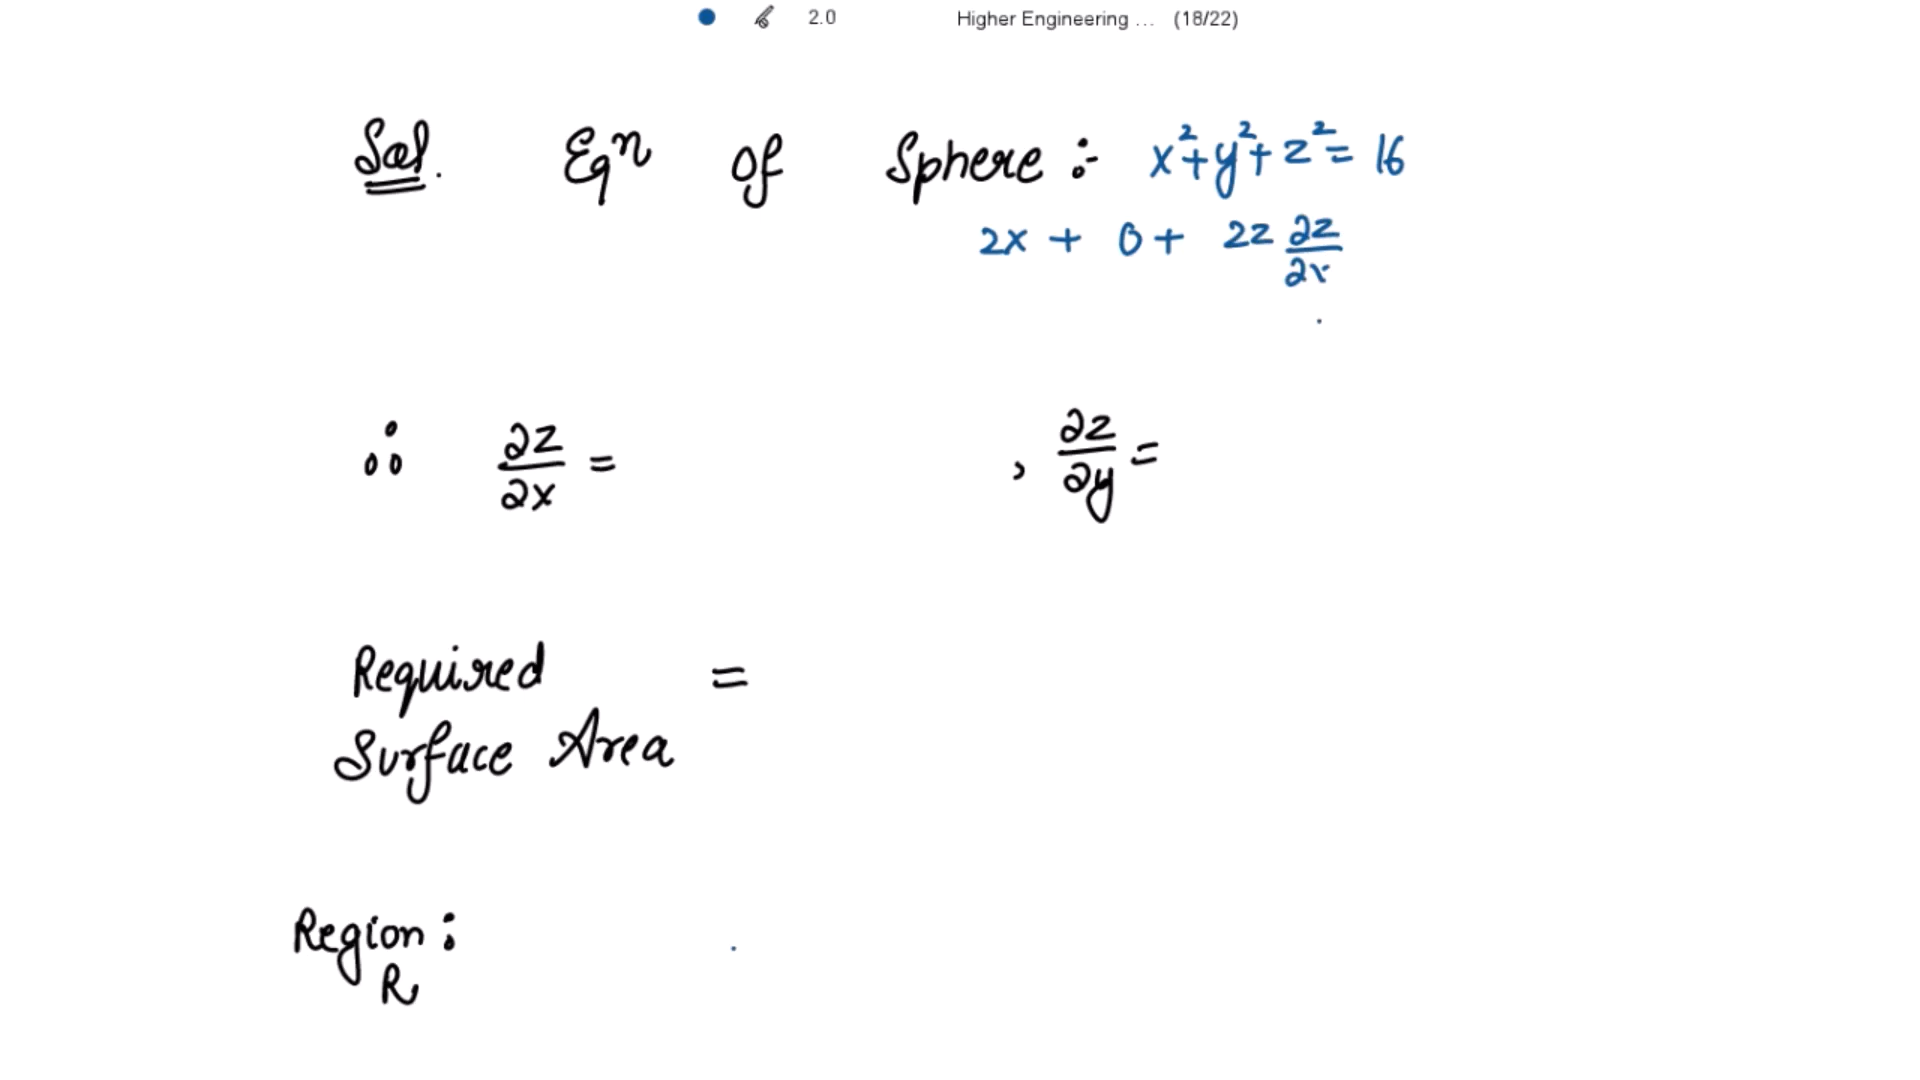 2.0 Higher Engineering ... (18/22)
Sol. Eqⁿ Of Sphere :- x²+y²+z²= 16
2x + 0 + 2z ∂z/∂x
∴ ∂z/∂x = , ∂z/∂y =
Required =
Surface Area
Region :
R